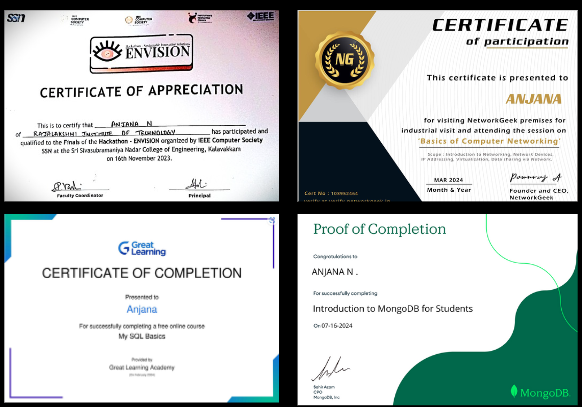 SSN
COMPUTER SOCIETY
COMPUTER SOCIETY
IEEE
ENVISION
CERTIFICATE OF APPRECIATION
This is to certify that ANJANA N
of RAJALAKSHMI INSTITUTE OF TECHNOLOGY has participated and
qualified to the Finals of the Hackathon - ENVISION organized by IEEE Computer Society
SSN at the Sri Sivasubramaniya Nadar College of Engineering, Kalavakkam
on 16th November 2023.
Faculty Coordinator
Principal
CERTIFICATE
of participation
NG
This certificate is presented to
ANJANA
for visiting NetworkGeek premises for
industrial visit and attending the session on
'Basics of Computer Networking'
Scope : Introduction to Networking, Network Devices,
IP Addressing, Virtualization, Data sharing via Network.
MAR 2024
Month & Year
Founder and CEO,
NetworkGeek
Cert No :
Great
Learning
CERTIFICATE OF COMPLETION
Presented to
Anjana
For successfully completing a free online course
My SQL Basics
Provided by
Great Learning Academy
Proof of Completion
Congratulations to
ANJANA N .
For successfully completing
Introduction to MongoDB for Students
On 07-16-2024
Sahir Azam
CPO
MongoDB, Inc.
MongoDB